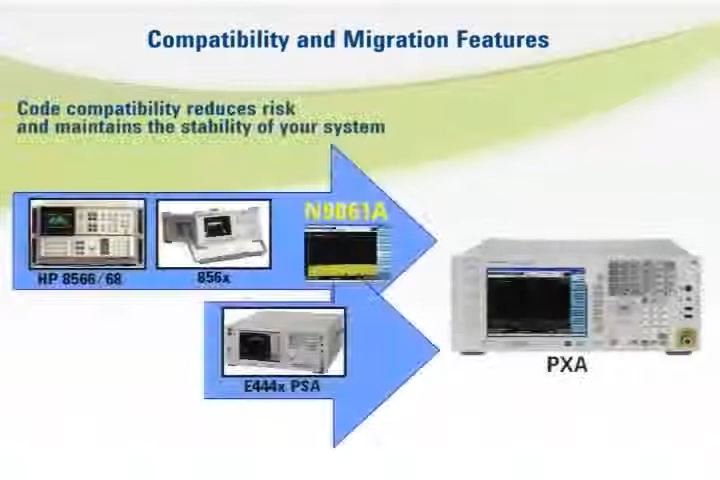 Compatibility and Migration Features
Code compatibility reduces risk
and maintains the stability of your system
N9061A
HP 8566/68
856x
E444x PSA
PXA